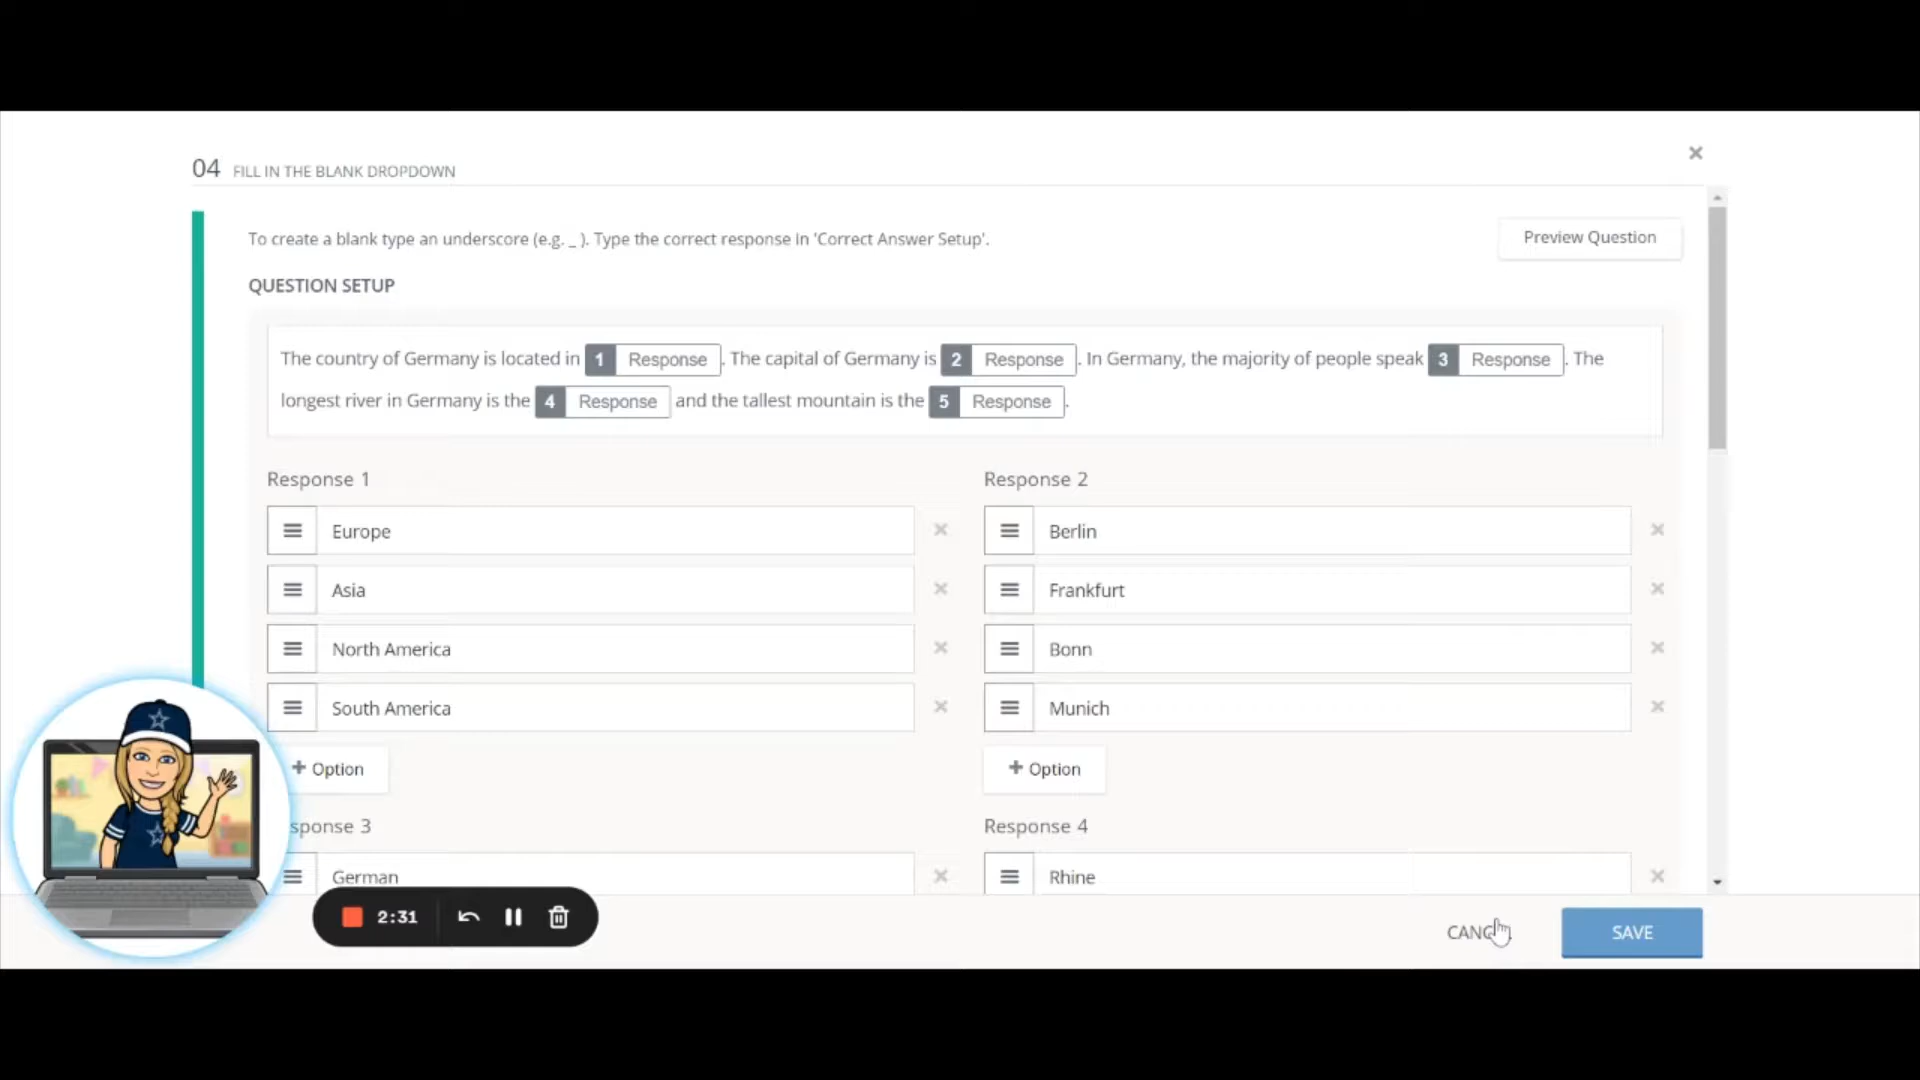 04 FILL IN THE BLANK DROPDOWN
To create a blank type an underscore (e.g. _ ). Type the correct response in 'Correct Answer Setup'.
Preview Question
QUESTION SETUP
The country of Germany is located in 1 Response . The capital of Germany is 2 Response . In Germany, the majority of people speak 3 Response . The
longest river in Germany is the 4 Response and the tallest mountain is the 5 Response .
Response 1
Europe
Asia
North America
South America
+ Option
Response 2
Berlin
Frankfurt
Bonn
Munich
+ Option
sponse 3
German
Response 4
Rhine
2:31
CANC
SAVE